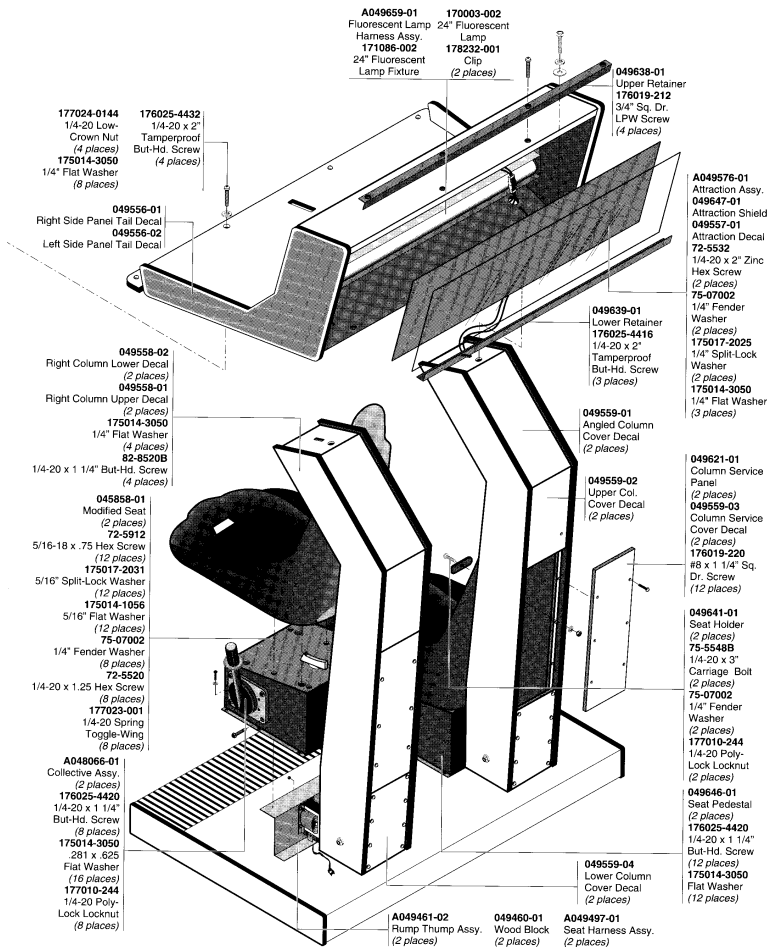 A049659-01
Fluorescent Lamp
Harness Assy.
171086-002
24" Fluorescent
Lamp Fixture
170003-002
24" Fluorescent
Lamp
178232-001
Clip
(2 places)
049638-01
Upper Retainer
176019-212
3/4" Sq. Dr.
LPW Screw
(4 places)
177024-0144
1/4-20 Low-
Crown Nut
(4 places)
175014-3050
1/4" Flat Washer
(8 places)
176025-4432
1/4-20 x 2"
Tamperproof
But-Hd. Screw
(4 places)
049556-01
Right Side Panel Tail Decal
049556-02
Left Side Panel Tail Decal
A049576-01
Attraction Assy.
049647-01
Attraction Shield
049557-01
Attraction Decal
72-5532
1/4-20 x 2" Zinc
Hex Screw
(2 places)
75-07002
1/4" Fender
Washer
(2 places)
175017-2025
1/4" Split-Lock
Washer
(2 places)
175014-3050
1/4" Flat Washer
(3 places)
049639-01
Lower Retainer
176025-4416
1/4-20 x 2"
Tamperproof
But-Hd. Screw
(3 places)
049558-02
Right Column Lower Decal
(2 places)
049558-01
Right Column Upper Decal
(2 places)
175014-3050
1/4" Flat Washer
(4 places)
82-8520B
1/4-20 x 1 1/4" But-Hd. Screw
(4 places)
049559-01
Angled Column
Cover Decal
(2 places)
049559-02
Upper Col.
Cover Decal
(2 places)
049621-01
Column Service
Panel
(2 places)
049559-03
Column Service
Cover Decal
(2 places)
176019-220
#8 x 1 1/4" Sq.
Dr. Screw
(12 places)
045858-01
Modified Seat
(2 places)
72-5912
5/16-18 x .75 Hex Screw
(12 places)
175017-2031
5/16" Split-Lock Washer
(12 places)
175014-1056
5/16" Flat Washer
(12 places)
75-07002
1/4" Fender Washer
(8 places)
72-5520
1/4-20 x 1.25 Hex Screw
(8 places)
177023-001
1/4-20 Spring
Toggle-Wing
(8 places)
049641-01
Seat Holder
(2 places)
75-5548B
1/4-20 x 3"
Carriage Bolt
(2 places)
75-07002
1/4" Fender
Washer
(2 places)
177010-244
1/4-20 Poly-
Lock Locknut
(2 places)
A048066-01
Collective Assy.
(2 places)
176025-4420
1/4-20 x 1 1/4"
But-Hd. Screw
(8 places)
175014-3050
.281 x .625
Flat Washer
(16 places)
177010-244
1/4-20 Poly-
Lock Locknut
(8 places)
049646-01
Seat Pedestal
(2 places)
176025-4420
1/4-20 x 1 1/4"
But-Hd. Screw
(12 places)
175014-3050
Flat Washer
(12 places)
049559-04
Lower Column
Cover Decal
(2 places)
A049461-02
Rump Thump Assy.
(2 places)
049460-01
Wood Block
(2 places)
A049497-01
Seat Harness Assy.
(2 places)